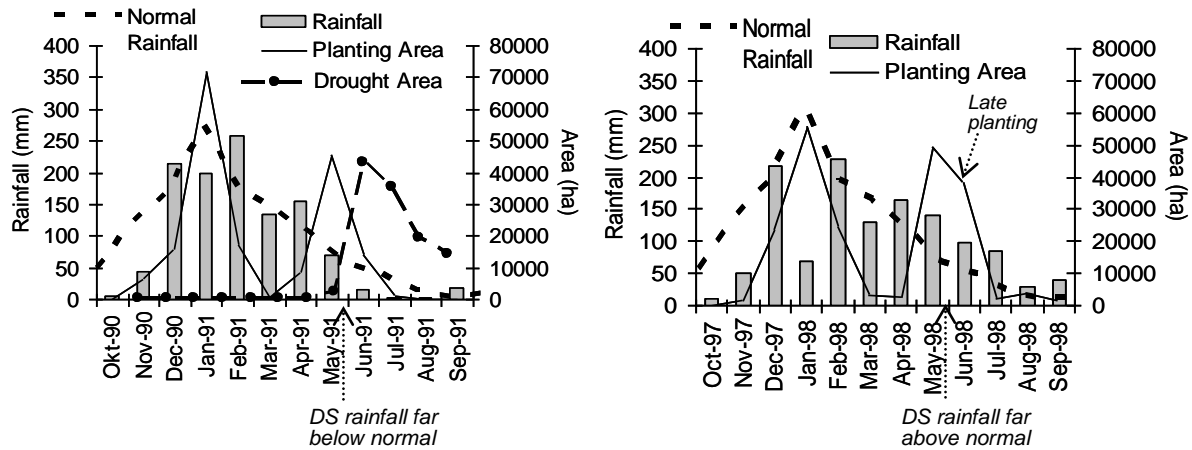 Normal
Rainfall
Rainfall
Planting Area
Drought Area
400
350
300
250
200
150
100
50
0
Rainfall (mm)
80000
70000
60000
50000
40000
30000
20000
10000
0
Area (ha)
Okt-90
Nov-90
Dec-90
Jan-91
Feb-91
Mar-91
Apr-91
May-91
Jun-91
Jul-91
Aug-91
Sep-91
DS rainfall far
below normal
Normal
Rainfall
Rainfall
Planting Area
Late
planting
400
350
300
250
200
150
100
50
0
Rainfall (mm)
80000
70000
60000
50000
40000
30000
20000
10000
0
Area (ha)
Oct-97
Nov-97
Dec-97
Jan-98
Feb-98
Mar-98
Apr-98
May-98
Jun-98
Jul-98
Aug-98
Sep-98
DS rainfall far
above normal